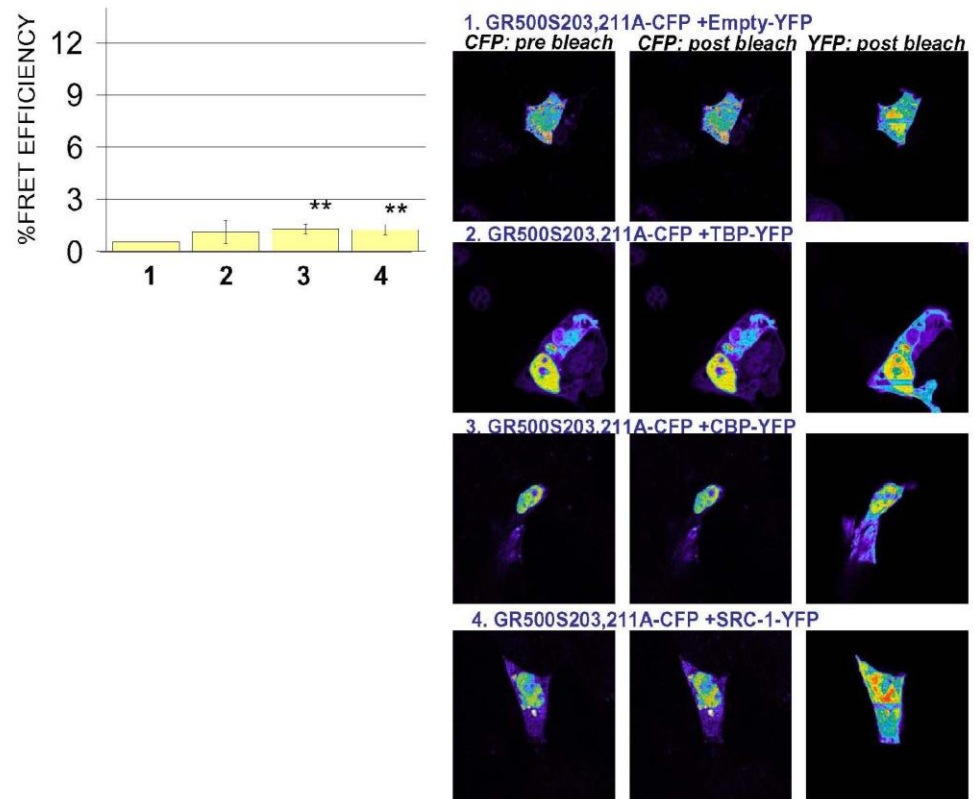 %FRET EFFICIENCY
12
9
6
3
0
** **
1 2 3 4
1. GR500S203,211A-CFP +Empty-YFP
CFP: pre bleach CFP: post bleach YFP: post bleach
2. GR500S203,211A-CFP +TBP-YFP
3. GR500S203,211A-CFP +CBP-YFP
4. GR500S203,211A-CFP +SRC-1-YFP